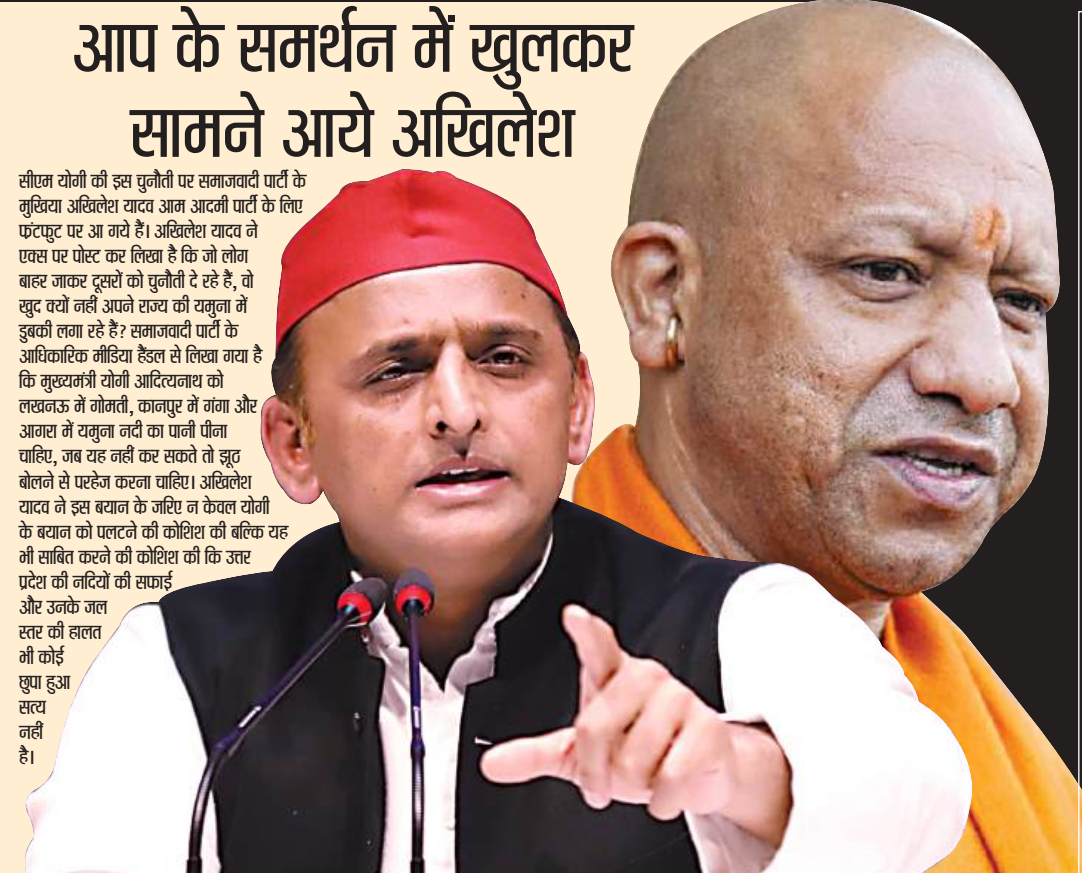 आप के समर्थन में खुलकर
सामने आये अखिलेश
सीएम योगी की इस चुनौती पर समाजवादी पार्टी के
मुखिया अखिलेश यादव आम आदमी पार्टी के लिए
फंटफुट पर आ गये हैं। अखिलेश यादव ने
एक्स पर पोस्ट कर लिखा है कि जो लोग
बाहर जाकर दूसरों को चुनौती दे रहे हैं, वो
खुद क्यों नहीं अपने राज्य की यमुना में
डुबकी लगा रहे हैं? समाजवादी पार्टी के
आधिकारिक मीडिया हैंडल से लिखा गया है
कि मुख्यमंत्री योगी आदित्यनाथ को
लखनऊ में गोमती, कानपुर में गंगा और
आगरा में यमुना नदी का पानी पीना
चाहिए, जब यह नहीं कर सकते तो झूठ
बोलने से परहेज करना चाहिए। अखिलेश
यादव ने इस बयान के जरिए न केवल योगी
के बयान को पलटने की कोशिश की बल्कि यह
भी साबित करने की कोशिश की कि उत्तर
प्रदेश की नदियों की सफाई
और उनके जल
स्तर की हालत
भी कोई
छुपा हुआ
सत्य
नहीं
है।